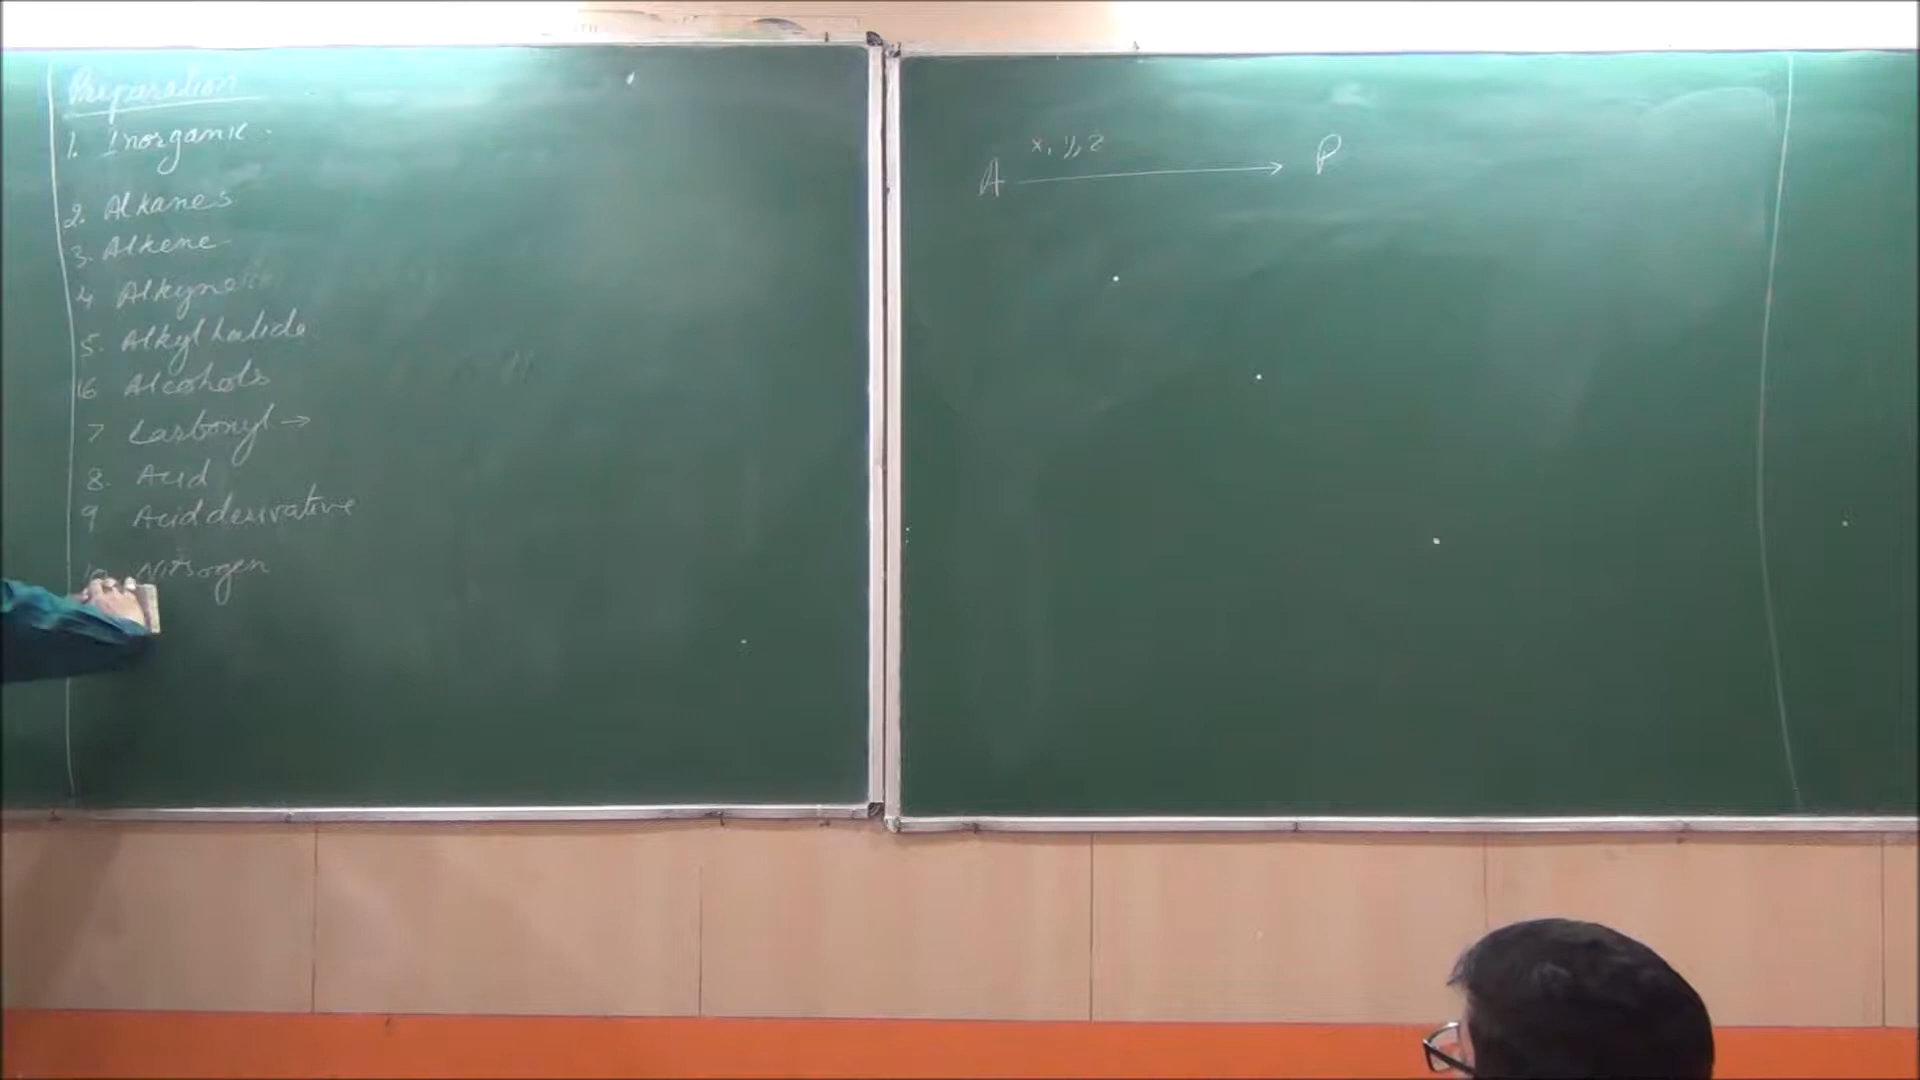 Preparation
1. Inorganic
2. Alkanes
3. Alkene
4 Alkyne
5. Alkyl halide
6 Alcohols
7 Carbonyl →
8. Acid
9 Acid derivative
10 Nitrogen
x, y, z
A → P